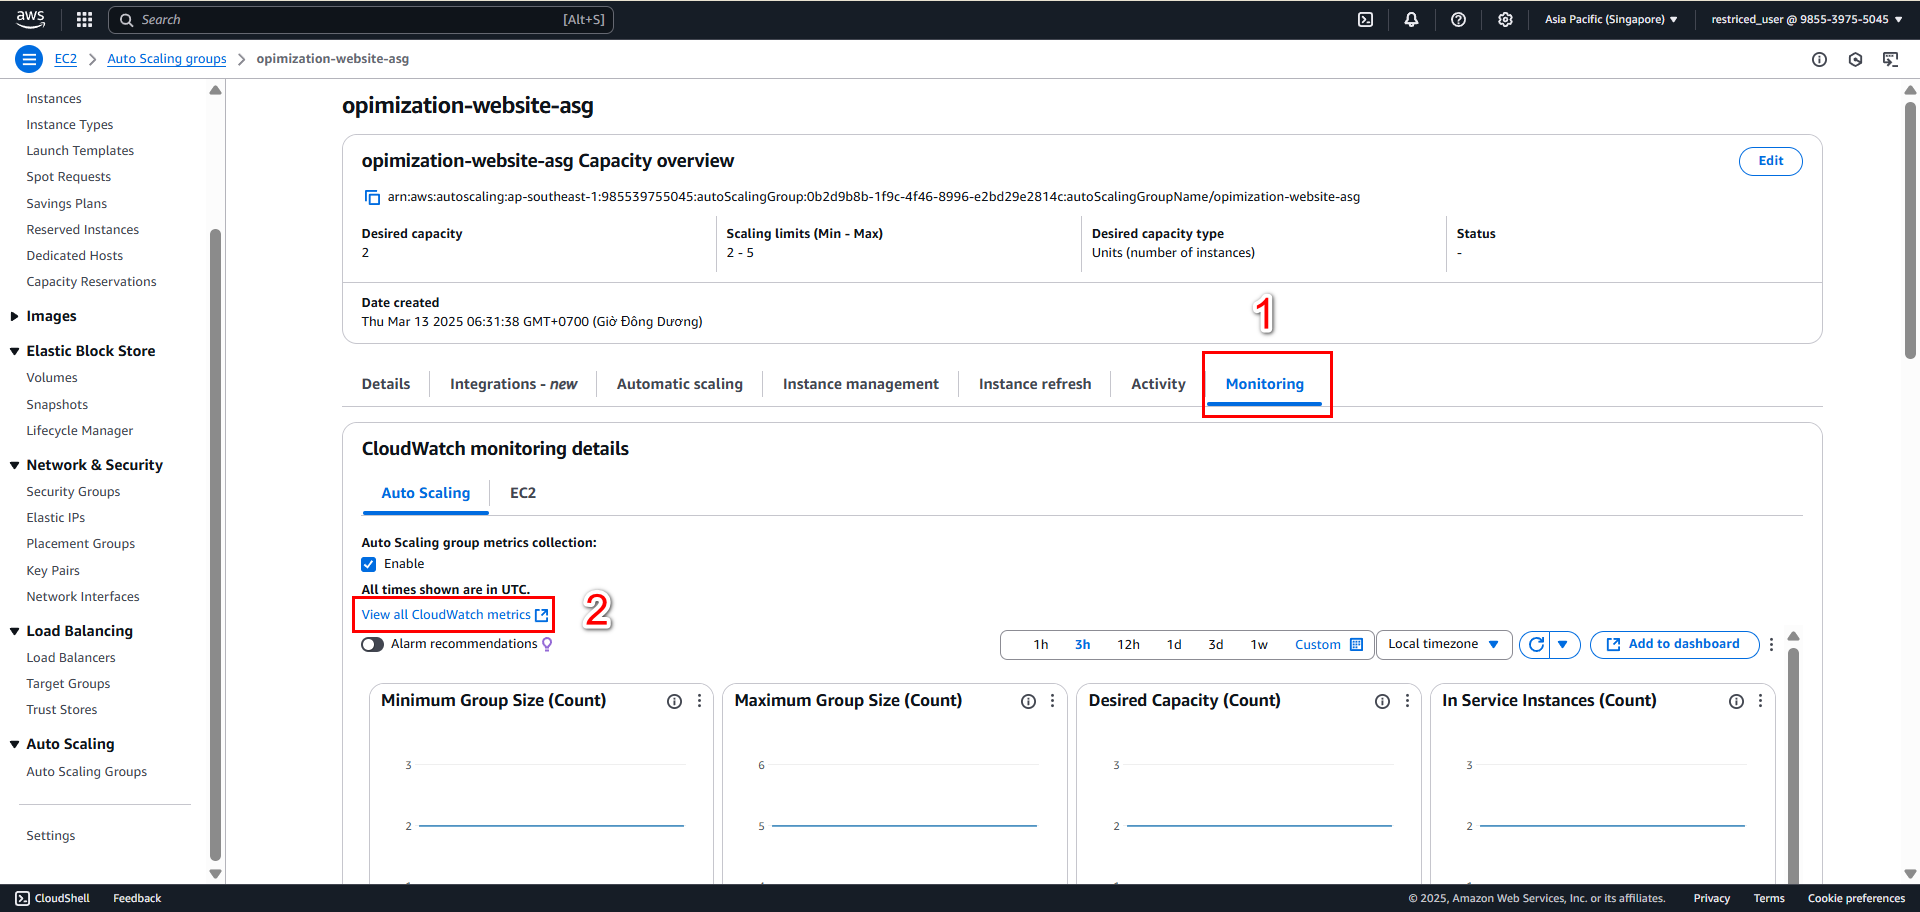 aws
Search [Alt+S]
Asia Pacific (Singapore) ▼
restriced_user @ 9855-3975-5045 ▼
EC2 > Auto Scaling groups > opimization-website-asg
Instances
Instance Types
Launch Templates
Spot Requests
Savings Plans
Reserved Instances
Dedicated Hosts
Capacity Reservations
Images
Elastic Block Store
Volumes
Snapshots
Lifecycle Manager
Network & Security
Security Groups
Elastic IPs
Placement Groups
Key Pairs
Network Interfaces
Load Balancing
Load Balancers
Target Groups
Trust Stores
Auto Scaling
Auto Scaling Groups
Settings
opimization-website-asg
opimization-website-asg Capacity overview
Edit
arn:aws:autoscaling:ap-southeast-1:985539755045:autoScalingGroup:0b2d9b8b-1f9c-4f46-8996-e2bd29e2814c:autoScalingGroupName/opimization-website-asg
Desired capacity
2
Scaling limits (Min - Max)
2 - 5
Desired capacity type
Units (number of instances)
Status
-
Date created
Thu Mar 13 2025 06:31:38 GMT+0700 (Giờ Đông Dương)
1
Details
Integrations - new
Automatic scaling
Instance management
Instance refresh
Activity
Monitoring
CloudWatch monitoring details
Auto Scaling
EC2
Auto Scaling group metrics collection:
Enable
All times shown are in UTC.
View all CloudWatch metrics
2
Alarm recommendations
1h 3h 12h 1d 3d 1w Custom
Local timezone
Add to dashboard
Minimum Group Size (Count)
3
2
Maximum Group Size (Count)
6
5
Desired Capacity (Count)
3
2
In Service Instances (Count)
3
2
CloudShell
Feedback
© 2025, Amazon Web Services, Inc. or its affiliates.
Privacy
Terms
Cookie preferences